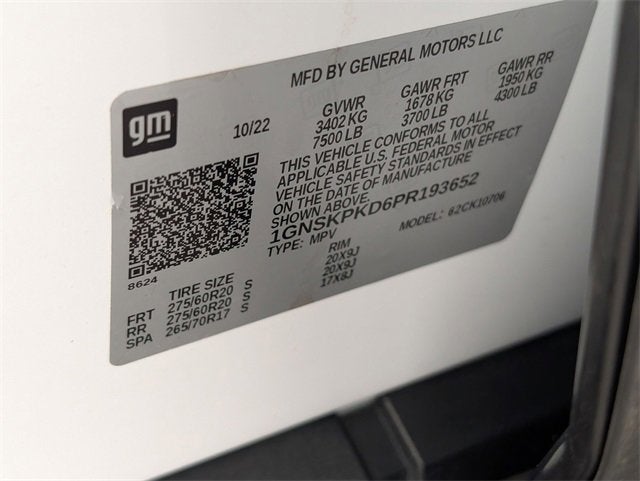 MFD BY GENERAL MOTORS LLC
gm
10/22
GVWR GAWR FRT GAWR RR
3402 KG 1678 KG 1950 KG
7500 LB 3700 LB 4300 LB
THIS VEHICLE CONFORMS TO ALL
APPLICABLE U.S. FEDERAL MOTOR
VEHICLE SAFETY STANDARDS IN EFFECT
ON THE DATE OF MANUFACTURE
SHOWN ABOVE.
1GNSKPKD6PR193652
TYPE: MPV MODEL: 62CK10706
8624
TIRE SIZE RIM
FRT 275/60R20 S 20X9J
RR 275/60R20 S 20X9J
SPA 265/70R17 S 17X8J